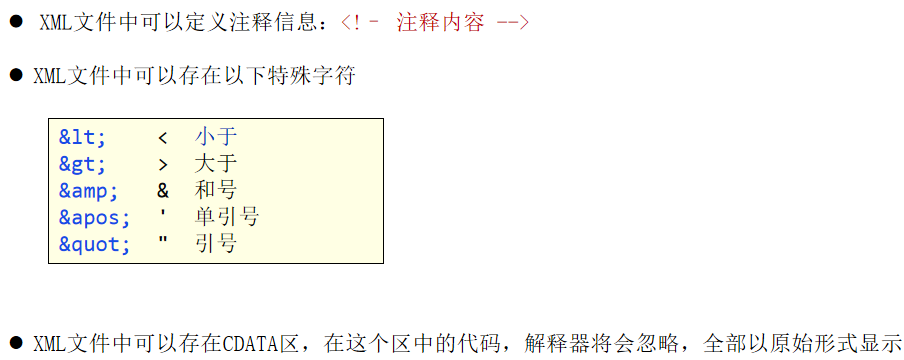 ● XML文件中可以定义注释信息：<!– 注释内容 -->
● XML文件中可以存在以下特殊字符
&lt; < 小于
&gt; > 大于
&amp; & 和号
&apos; ' 单引号
&quot; " 引号
● XML文件中可以存在CDATA区，在这个区中的代码，解释器将会忽略，全部以原始形式显示